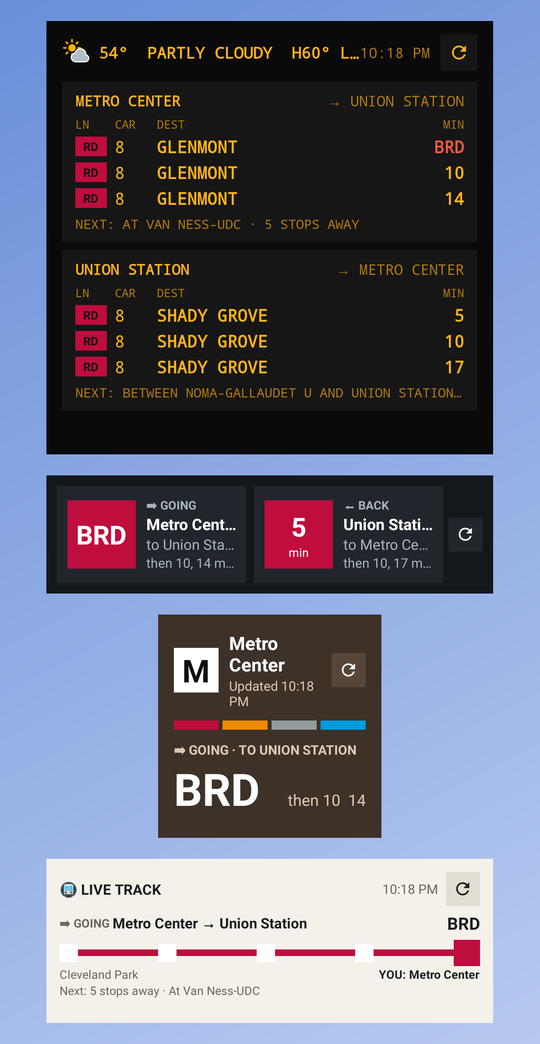 54° PARTLY CLOUDY H60° L…10:18 PM
METRO CENTER → UNION STATION
LN CAR DEST MIN
RD 8 GLENMONT BRD
RD 8 GLENMONT 10
RD 8 GLENMONT 14
NEXT: AT VAN NESS-UDC · 5 STOPS AWAY
UNION STATION → METRO CENTER
LN CAR DEST MIN
RD 8 SHADY GROVE 5
RD 8 SHADY GROVE 10
RD 8 SHADY GROVE 17
NEXT: BETWEEN NOMA-GALLAUDET U AND UNION STATION…
BRD
➡ GOING
Metro Cent…
to Union Sta…
then 10, 14 m…
5
min
← BACK
Union Stati…
to Metro Ce…
then 10, 17 m…
M
Metro
Center
Updated 10:18
PM
➡ GOING · TO UNION STATION
BRD then 10 14
LIVE TRACK 10:18 PM
➡ GOING Metro Center → Union Station BRD
Cleveland Park YOU: Metro Center
Next: 5 stops away · At Van Ness-UDC